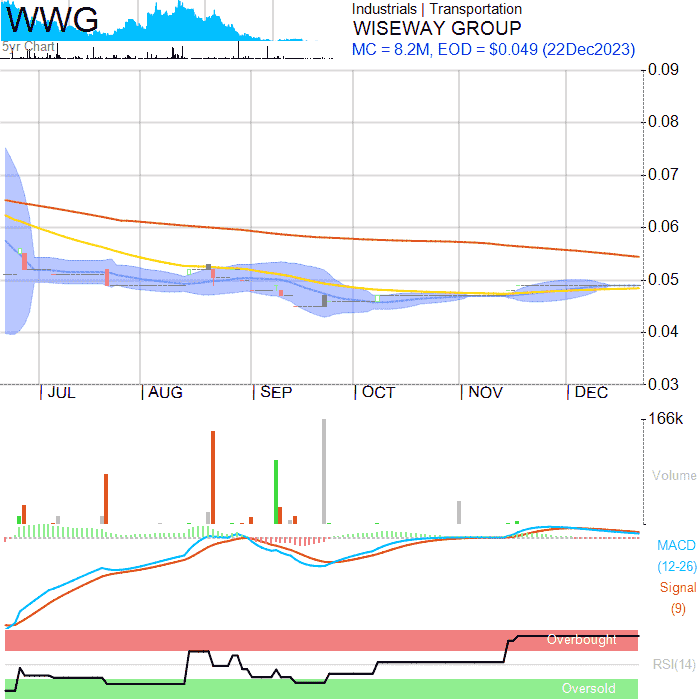 WWG
5yr Chart
Industrials | Transportation
WISEWAY GROUP
MC = 8.2M, EOD = $0.049 (22Dec2023)
0.09
0.08
0.07
0.06
0.05
0.04
0.03
JUL AUG SEP OCT NOV DEC
166k
Volume
MACD
(12-26)
Signal
(9)
Overbought
RSI(14)
Oversold